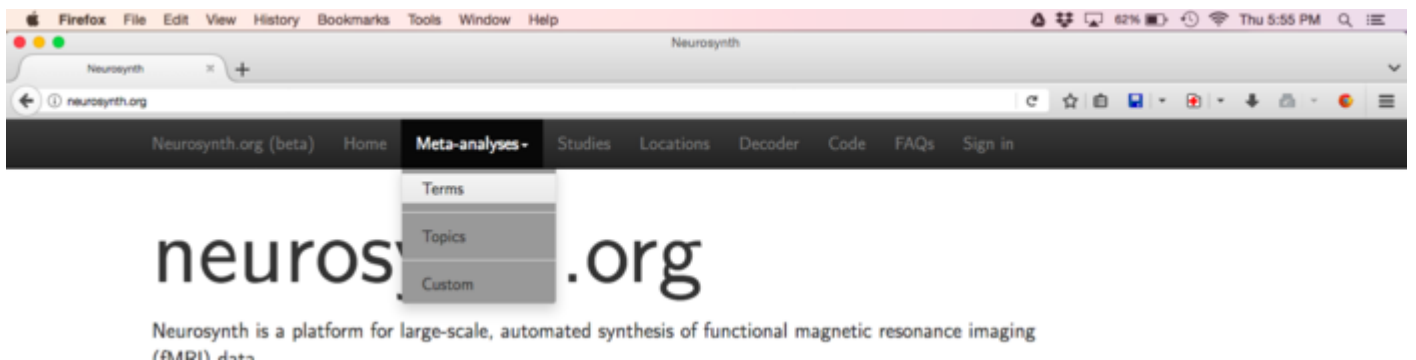 Firefox File Edit View History Bookmarks Tools Window Help 62% Thu 5:55 PM
Neurosynth
Neurosynth
neurosynth.org
Neurosynth.org (beta) Home Meta-analyses Studies Locations Decoder Code FAQs Sign in
Terms
Topics
Custom
neuros .org
Neurosynth is a platform for large-scale, automated synthesis of functional magnetic resonance imaging
(fMRI) data